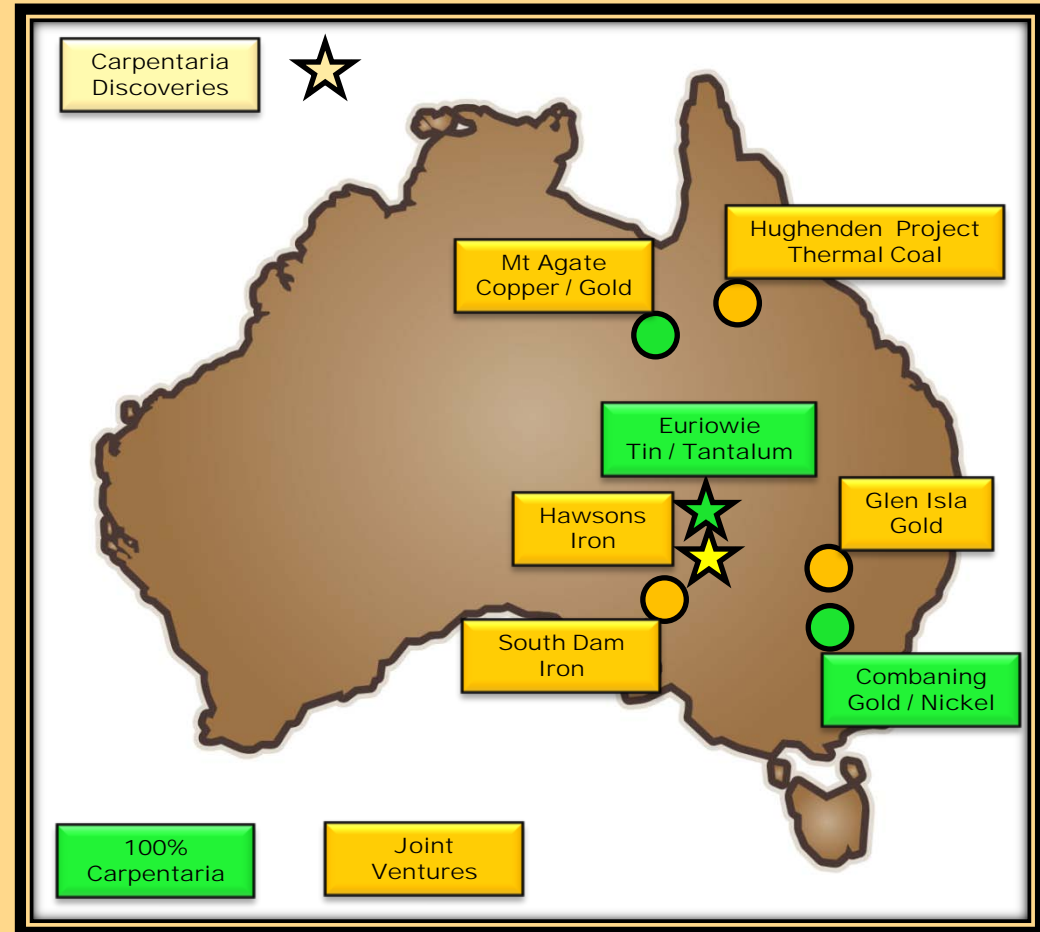 Carpentaria
Discoveries
Hughenden Project
Thermal Coal
Mt Agate
Copper / Gold
Euriowie
Tin / Tantalum
Glen Isla
Gold
Hawsons
Iron
South Dam
Iron
Combaning
Gold / Nickel
100%
Carpentaria
Joint
Ventures